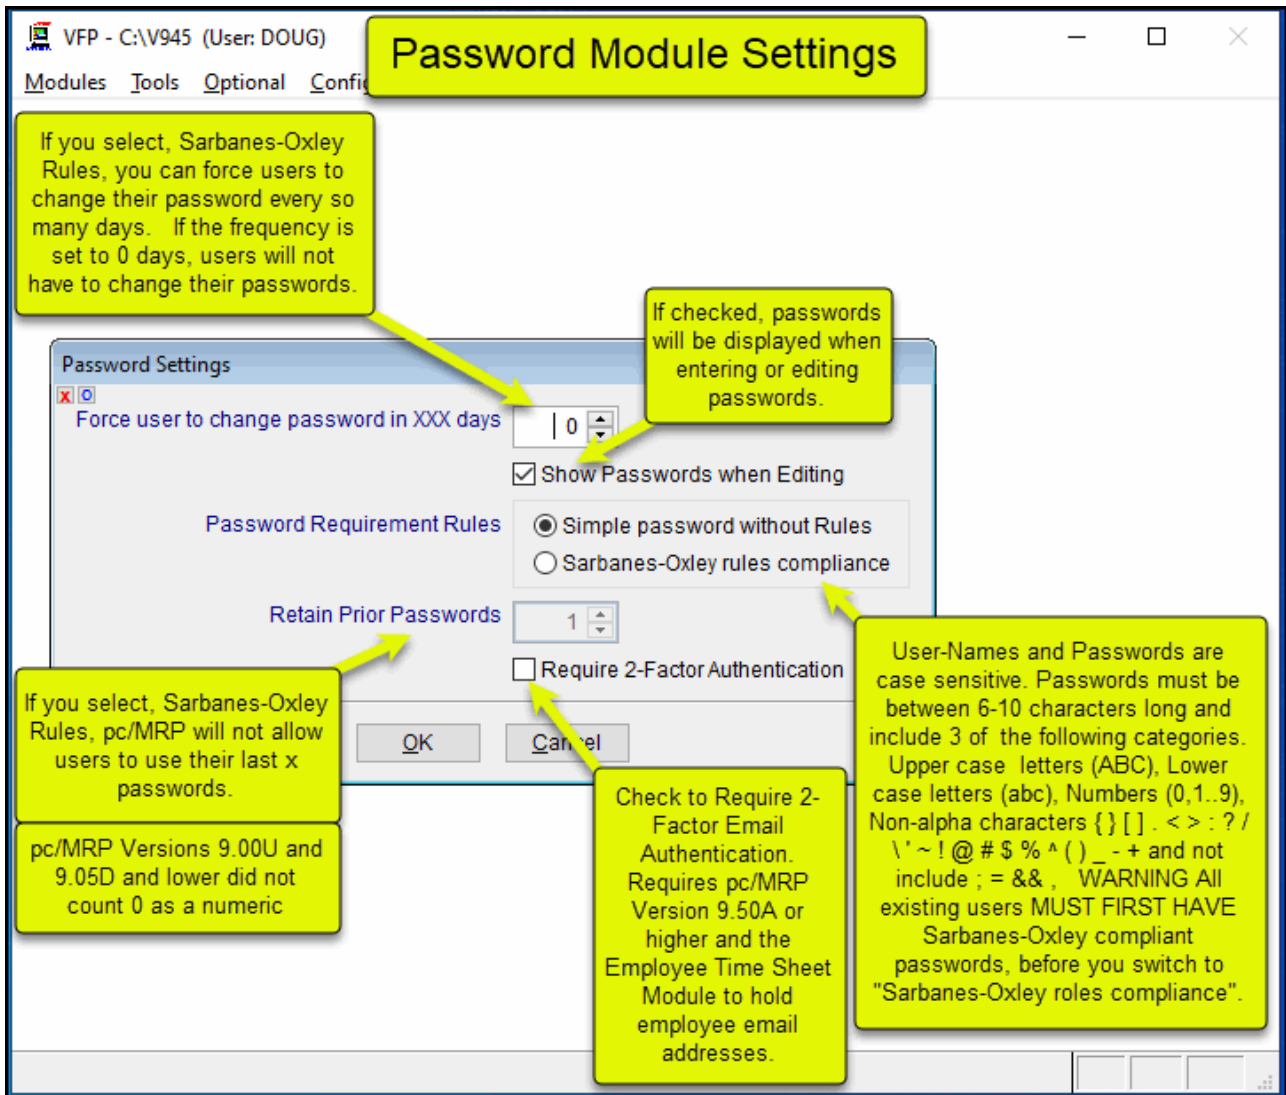 VFP - C:\V945 (User: DOUG)
Password Module Settings
Modules Tools Optional
If you select, Sarbanes-Oxley
Rules, you can force users to
change their password every so
many days. If the frequency is
set to 0 days, users will not
have to change their passwords.
If checked, passwords
will be displayed when
entering or editing
passwords.
Password Settings
X O
Force user to change password in XXX days
0
Show Passwords when Editing
Password Requirement Rules
Simple password without Rules
Sarbanes-Oxley rules compliance
Retain Prior Passwords
1
Require 2-Factor Authentication
OK
Cancel
If you select, Sarbanes-Oxley
Rules, pc/MRP will not allow
users to use their last x
passwords.
pc/MRP Versions 9.00U and
9.05D and lower did not
count 0 as a numeric
Check to Require 2-
Factor Email
Authentication.
Requires pc/MRP
Version 9.50A or
higher and the
Employee Time Sheet
Module to hold
employee email
addresses.
User-Names and Passwords are
case sensitive. Passwords must be
between 6-10 characters long and
include 3 of the following categories.
Upper case letters (ABC), Lower
case letters (abc), Numbers (0,1..9),
Non-alpha characters { } [ ] . < > : ? /
\ ' ~ ! @ # $ % ^ ( ) _ - + and not
include ; = && , WARNING All
existing users MUST FIRST HAVE
Sarbanes-Oxley compliant
passwords, before you switch to
"Sarbanes-Oxley roles compliance".